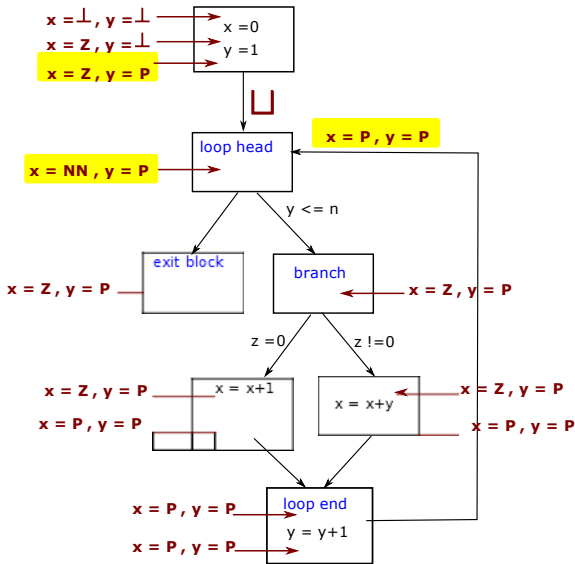 x = ⊥ , y = ⊥
x = 0
x = Z , y = ⊥
y = 1
x = Z , y = P
⊔
x = P , y = P
loop head
x = NN , y = P
y <= n
exit block
branch
x = Z , y = P
x = Z , y = P
z =0
z !=0
x = Z , y = P
x = x+1
x = Z , y = P
x = x+y
x = P , y = P
x = P , y = P
loop end
x = P , y = P
y = y+1
x = P , y = P